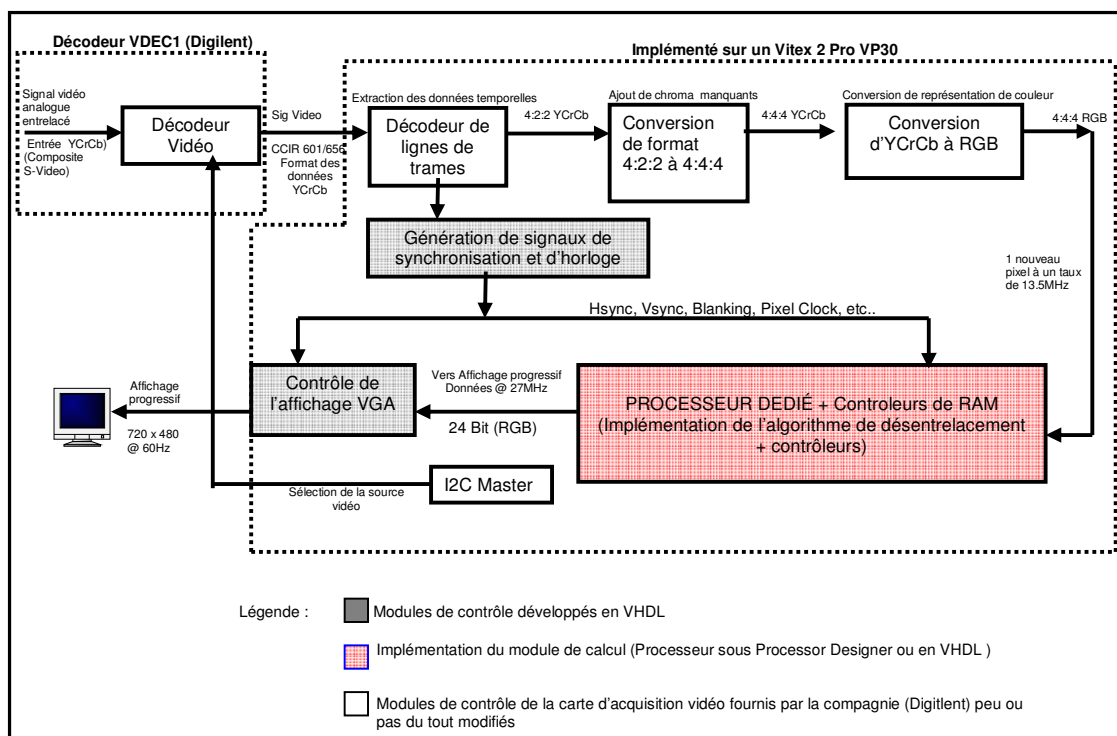 Décodeur VDEC1 (Digilent)
Implémenté sur un Vitex 2 Pro VP30
Signal vidéo
analogue
entrelacé
Entrée YCrCb)
(Composite
S-Video)
Décodeur
Vidéo
Sig Video
CCIR 601/656
Format des
données
YCrCb
Extraction des données temporelles
Décodeur de
lignes de
trames
4:2:2 YCrCb
Ajout de chroma manquants
Conversion
de format
4:2:2 à 4:4:4
4:4:4 YCrCb
Conversion de représentation de couleur
Conversion
d'YCrCb à RGB
4:4:4 RGB
Génération de signaux de
synchronisation et d'horloge
1 nouveau
pixel à un taux
de 13.5MHz
Hsync, Vsync, Blanking, Pixel Clock, etc..
Affichage
progressif
720 x 480
@ 60Hz
Contrôle de
l'affichage VGA
Vers Affichage progressif
Données @ 27MHz
24 Bit (RGB)
PROCESSEUR DEDIÉ + Controleurs de RAM
(Implémentation de l'algorithme de désentrelacement
+ contrôleurs)
Sélection de la source
vidéo
I2C Master
Légende :
Modules de contrôle développés en VHDL
Implémentation du module de calcul (Processeur sous Processor Designer ou en VHDL )
Modules de contrôle de la carte d'acquisition vidéo fournis par la compagnie (Digitlent) peu ou
pas du tout modifiés